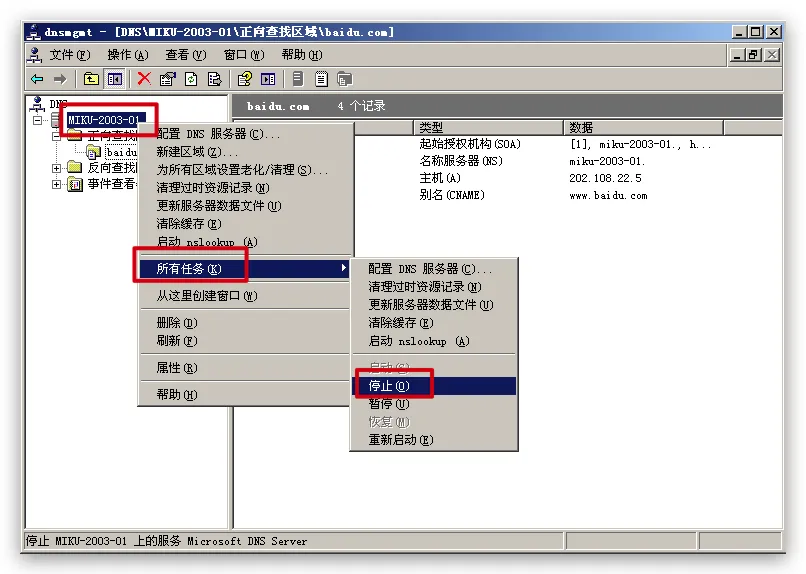 dnsmgmt - [DNS\MIKU-2003-01\正向查找区域\baidu.com]
文件(F) 操作(A) 查看(V) 窗口(W) 帮助(H)
DNS
MIKU-2003-01
正向查找
baidu
反向查找
事件查看
baidu.com 4 个记录
类型 数据
起始授权机构(SOA) [1], miku-2003-01., h...
名称服务器(NS) miku-2003-01.
主机(A) 202.108.22.5
别名(CNAME) www.baidu.com
配置 DNS 服务器(C)...
新建区域(Z)...
为所有区域设置老化/清理(S)...
清理过时资源记录(N)
更新服务器数据文件(U)
清除缓存(E)
启动 nslookup (A)
所有任务(K)
从这里创建窗口(W)
删除(D)
刷新(F)
属性(R)
帮助(H)
配置 DNS 服务器(C)...
清理过时资源记录(N)
更新服务器数据文件(U)
清除缓存(E)
启动 nslookup (A)
启动(S)
停止(O)
暂停(U)
恢复(M)
重新启动(E)
停止 MIKU-2003-01 上的服务 Microsoft DNS Server